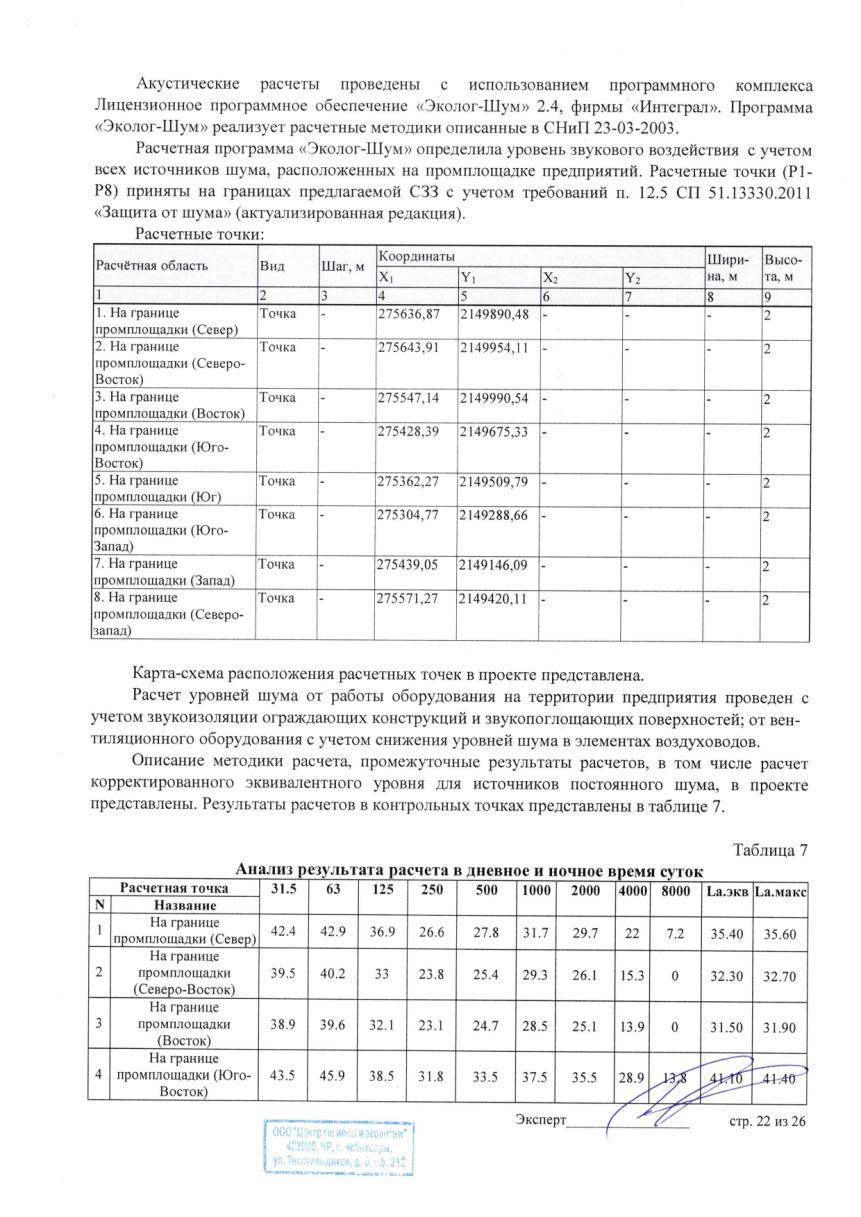 Акустические расчеты проведены с использованием программного комплекса
Лицензионное программное обеспечение «Эколог-Шум» 2.4, фирмы «Интеграл». Программа
«Эколог-Шум» реализует расчетные методики описанные в СНиП 23-03-2003.
Расчетная программа «Эколог-Шум» определила уровень звукового воздействия с учетом
всех источников шума, расположенных на промплощадке предприятий. Расчетные точки (Р1-
Р8) приняты на границах предлагаемой СЗЗ с учетом требований п. 12.5 СП 51.13330.2011
«Защита от шума» (актуализированная редакция).
Расчетные точки:
Расчётная область Вид Шаг, м Координаты Шири- Высо-
X1 Y1 X2 Y2 на, м та, м
1 2 3 4 5 6 7 8 9
1. На границе Точка - 275636,87 2149890,48 - - - 2
промплощадки (Север)
2. На границе Точка - 275643,91 2149954,11 - - - 2
промплощадки (Северо-
Восток)
3. На границе Точка - 275547,14 2149990,54 - - - 2
промплощадки (Восток)
4. На границе Точка - 275428,39 2149675,33 - - - 2
промплощадки (Юго-
Восток)
5. На границе Точка - 275362,27 2149509,79 - - - 2
промплощадки (Юг)
6. На границе Точка - 275304,77 2149288,66 - - - 2
промплощадки (Юго-
Запад)
7. На границе Точка - 275439,05 2149146,09 - - - 2
промплощадки (Запад)
8. На границе Точка - 275571,27 2149420,11 - - - 2
промплощадки (Северо-
запад)
Карта-схема расположения расчетных точек в проекте представлена.
Расчет уровней шума от работы оборудования на территории предприятия проведен с
учетом звукоизоляции ограждающих конструкций и звукопоглощающих поверхностей; от вен-
тиляционного оборудования с учетом снижения уровней шума в элементах воздуховодов.
Описание методики расчета, промежуточные результаты расчетов, в том числе расчет
корректированного эквивалентного уровня для источников постоянного шума, в проекте
представлены. Результаты расчетов в контрольных точках представлены в таблице 7.
Таблица 7
Анализ результата расчета в дневное и ночное время суток
Расчетная точка 31.5 63 125 250 500 1000 2000 4000 8000 La.экв La.макс
N Название
На границе
1 промплощадки (Север) 42.4 42.9 36.9 26.6 27.8 31.7 29.7 22 7.2 35.40 35.60
На границе
2 промплощадки 39.5 40.2 33 23.8 25.4 29.3 26.1 15.3 0 32.30 32.70
(Северо-Восток)
На границе
3 промплощадки 38.9 39.6 32.1 23.1 24.7 28.5 25.1 13.9 0 31.50 31.90
(Восток)
На границе
4 промплощадки (Юго- 43.5 45.9 38.5 31.8 33.5 37.5 35.5 28.9 13.8 41.10 41.40
Восток)
Эксперт стр. 22 из 26
ООО "Центр гигиены и экологии"
428000, ЧР, г. Чебоксары,
ул. Текстильщиков, д. 8, оф. 212